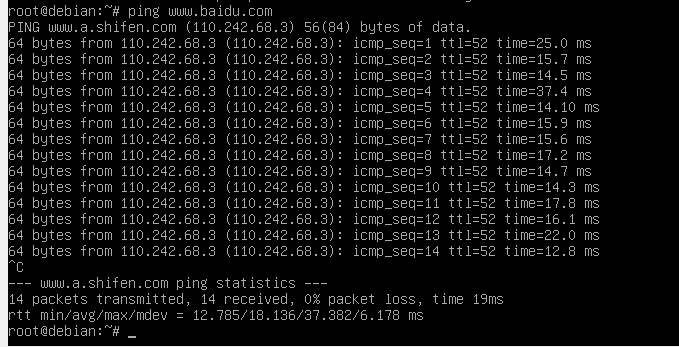 root@debian:~# ping www.baidu.com
PING www.a.shifen.com (110.242.68.3) 56(84) bytes of data.
64 bytes from 110.242.68.3 (110.242.68.3): icmp_seq=1 ttl=52 time=25.0 ms
64 bytes from 110.242.68.3 (110.242.68.3): icmp_seq=2 ttl=52 time=15.7 ms
64 bytes from 110.242.68.3 (110.242.68.3): icmp_seq=3 ttl=52 time=14.5 ms
64 bytes from 110.242.68.3 (110.242.68.3): icmp_seq=4 ttl=52 time=37.4 ms
64 bytes from 110.242.68.3 (110.242.68.3): icmp_seq=5 ttl=52 time=14.10 ms
64 bytes from 110.242.68.3 (110.242.68.3): icmp_seq=6 ttl=52 time=15.9 ms
64 bytes from 110.242.68.3 (110.242.68.3): icmp_seq=7 ttl=52 time=15.6 ms
64 bytes from 110.242.68.3 (110.242.68.3): icmp_seq=8 ttl=52 time=17.2 ms
64 bytes from 110.242.68.3 (110.242.68.3): icmp_seq=9 ttl=52 time=14.7 ms
64 bytes from 110.242.68.3 (110.242.68.3): icmp_seq=10 ttl=52 time=14.3 ms
64 bytes from 110.242.68.3 (110.242.68.3): icmp_seq=11 ttl=52 time=17.8 ms
64 bytes from 110.242.68.3 (110.242.68.3): icmp_seq=12 ttl=52 time=16.1 ms
64 bytes from 110.242.68.3 (110.242.68.3): icmp_seq=13 ttl=52 time=22.0 ms
64 bytes from 110.242.68.3 (110.242.68.3): icmp_seq=14 ttl=52 time=12.8 ms
^C
--- www.a.shifen.com ping statistics ---
14 packets transmitted, 14 received, 0% packet loss, time 19ms
rtt min/avg/max/mdev = 12.785/18.136/37.382/6.178 ms
root@debian:~# _